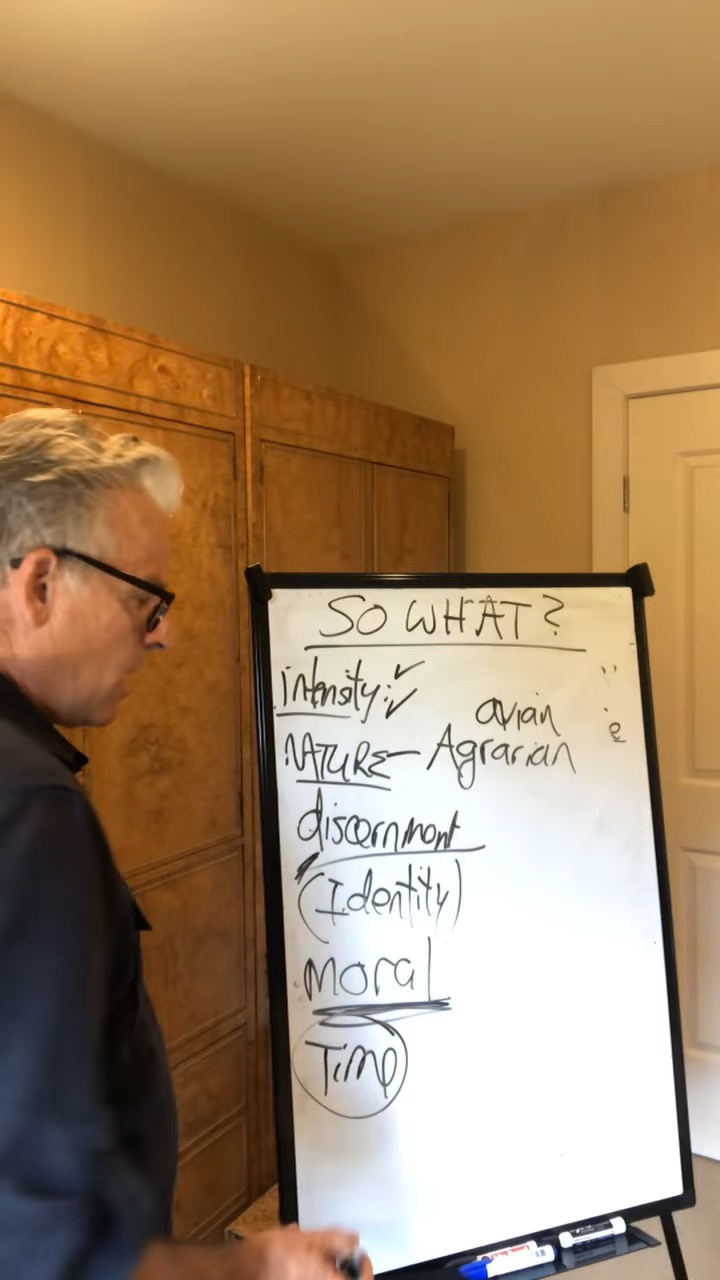 SO WHAT?
intensity:
avian
NATURE - Agrarian
discernment
(Identity)
moral
Time